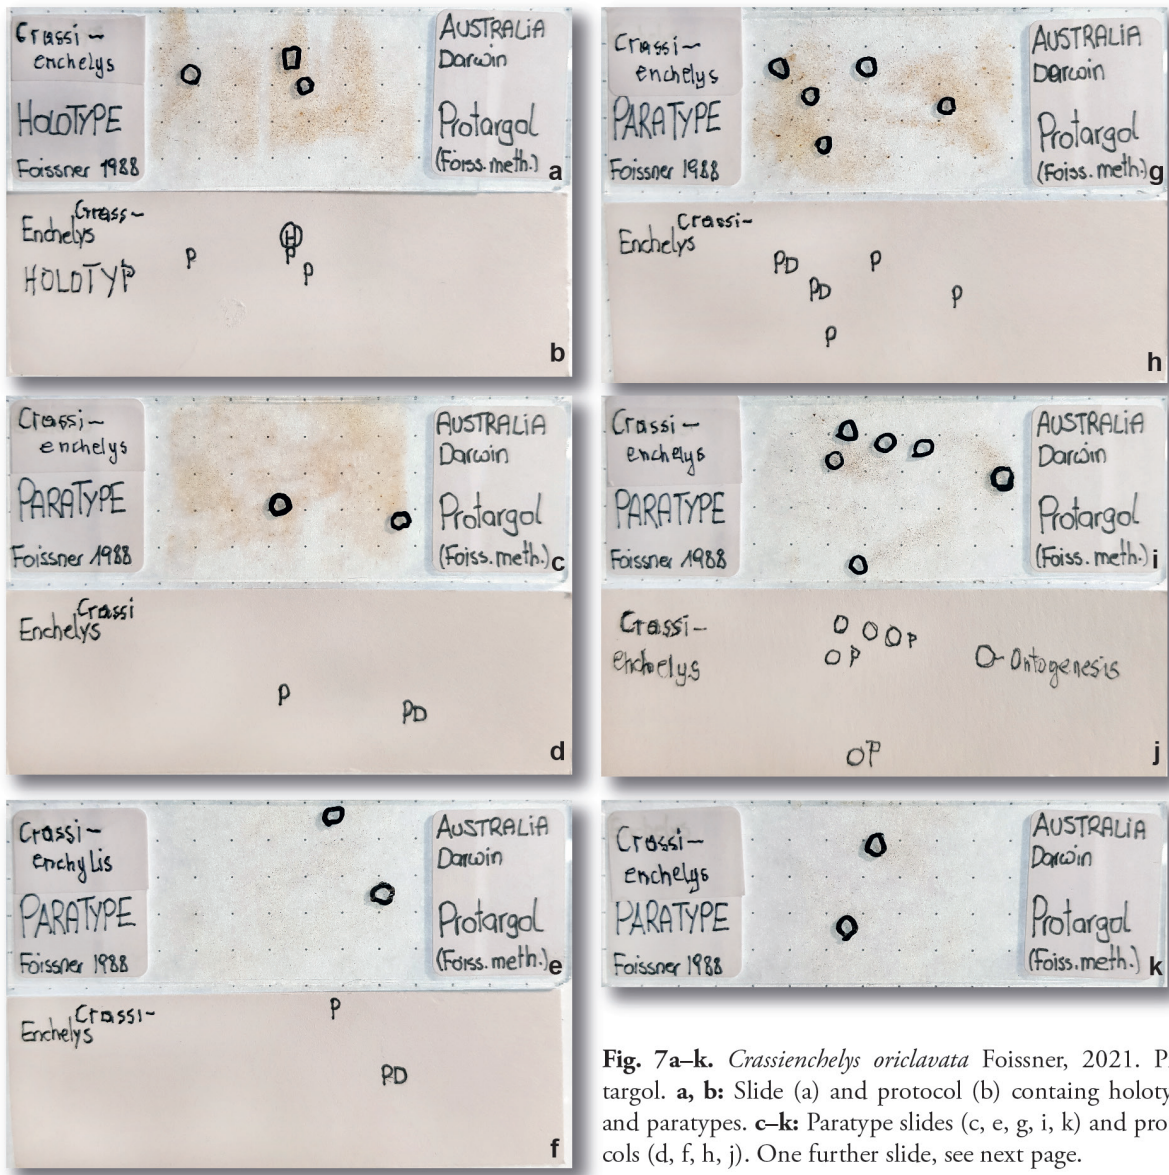 Crassi-
enchelys
HOLOTYPE
Foissner 1988
AUSTRALIA
Darwin
Protargol
(Foiss. meth.)
a
Crassi-
Enchelys
HOLOTYP
P
H
P
P
b
Crassi-
enchelys
PARATYPE
Foissner 1988
AUSTRALIA
Darwin
Protargol
(Foiss. meth.)
c
Crassi
Enchelys
P
PD
d
Crassi-
enchylis
PARATYPE
Foissner 1988
AUSTRALIA
Darwin
Protargol
(Foiss. meth.)
e
Crassi-
Enchelys
P
PD
f
Crassi-
enchelys
PARATYPE
Foissner 1988
AUSTRALIA
Darwin
Protargol
(Foiss. meth.)
g
Crassi-
Enchelys
PD
P
PD
P
P
h
Crassi-
enchelys
PARATYPE
Foissner 1988
AUSTRALIA
Darwin
Protargol
(Foiss. meth.)
i
Crassi-
enchelys
P
P
Ontogenesis
P
j
Crassi-
enchelys
PARATYPE
Foissner 1988
AUSTRALIA
Darwin
Protargol
(Foiss. meth.)
k
Fig. 7a–k. Crassienchelys oriclavata Foissner, 2021. P
targol. a, b: Slide (a) and protocol (b) containg holoty
and paratypes. c–k: Paratype slides (c, e, g, i, k) and pro
cols (d, f, h, j). One further slide, see next page.